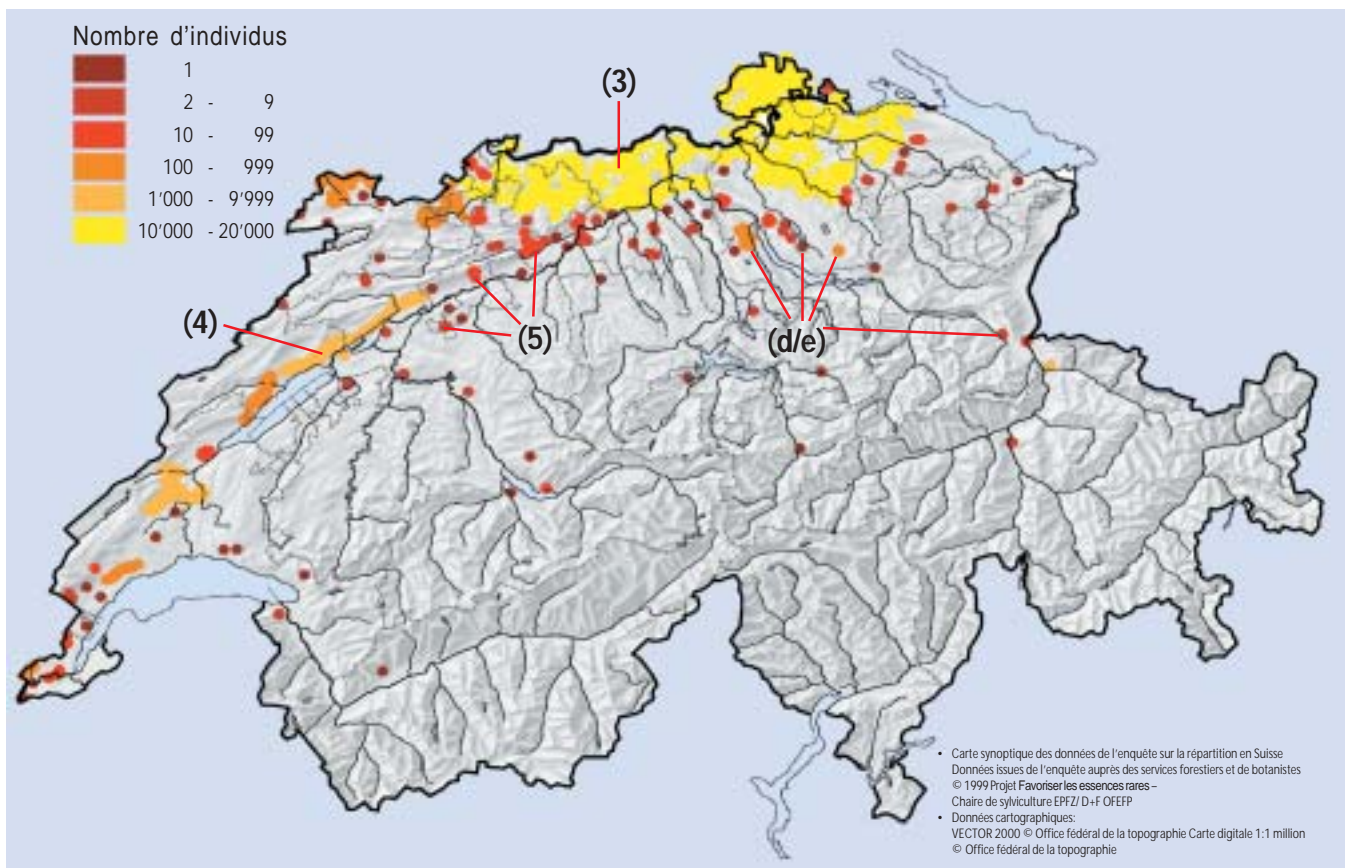 Nombre d'individus
1
2 - 9
10 - 99
100 - 999
1'000 - 9'999
10'000 - 20'000
(3)
(4)
(5)
(d/e)
• Carte synoptique des données de l'enquête sur la répartition en Suisse
Données issues de l'enquête auprès des services forestiers et de botanistes
© 1999 Projet Favoriser les essences rares –
Chaire de sylviculture EPFZ/ D+F OFEFP
• Données cartographiques:
VECTOR 2000 © Office fédéral de la topographie Carte digitale 1:1 million
© Office fédéral de la topographie